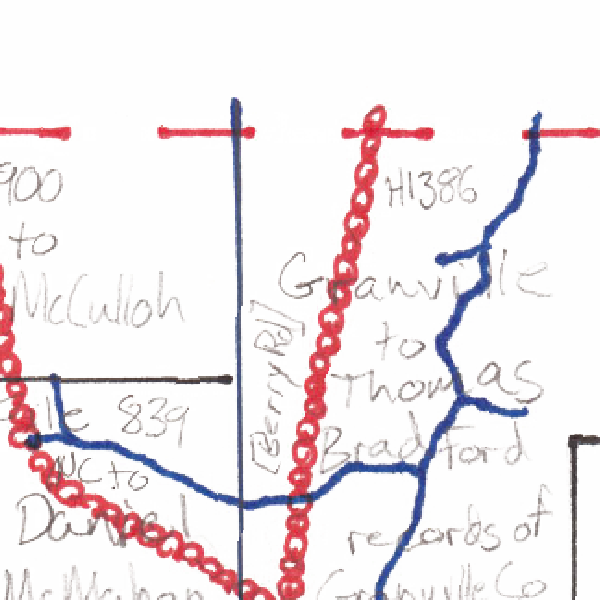 900
to
McCulloh
File 839
NC to
Daniel
McMahan
[Berry Rd]
H1386
Granville
to
Thomas
Bradford
records of
Granville Co